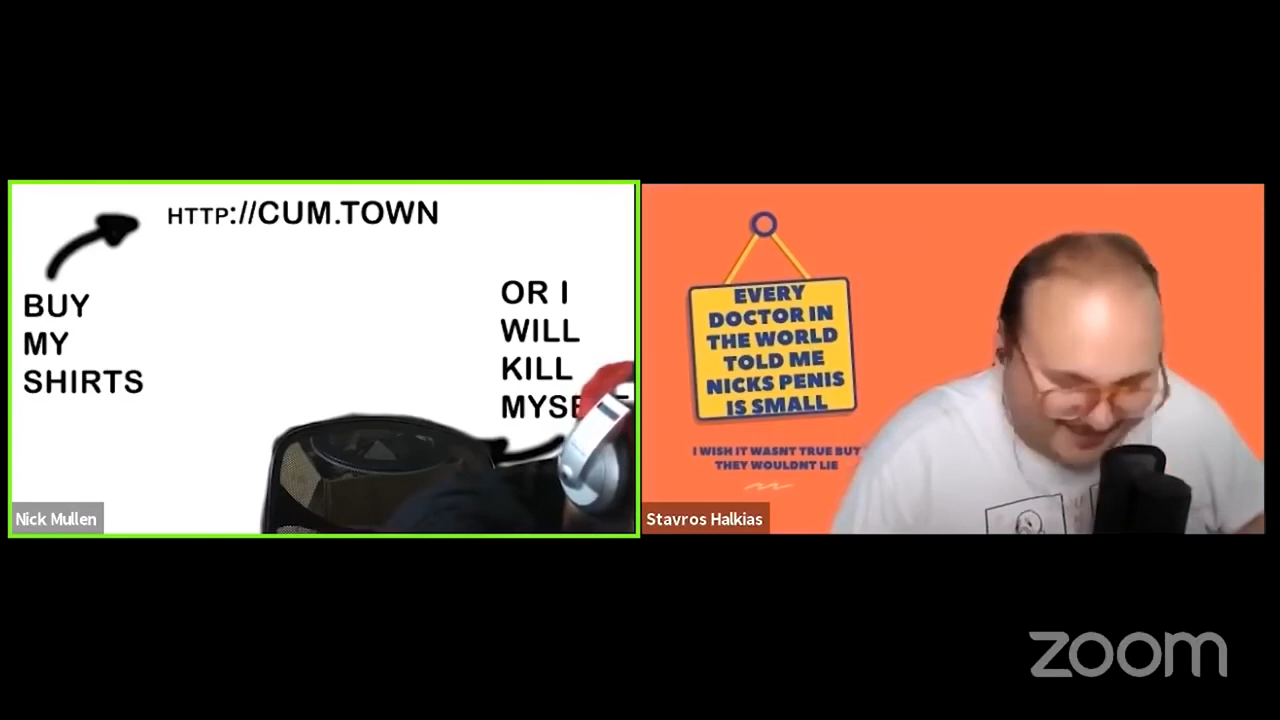 HTTP://CUM.TOWN
BUY
MY
SHIRTS
OR I
WILL
KILL
Nick Mullen
EVERY
DOCTOR IN
THE WORLD
TOLD ME
NICKS PENIS
IS SMALL
I WISH IT WASNT TRUE BUT
THEY WOULDNT LIE
Stavros Halkias
zoom